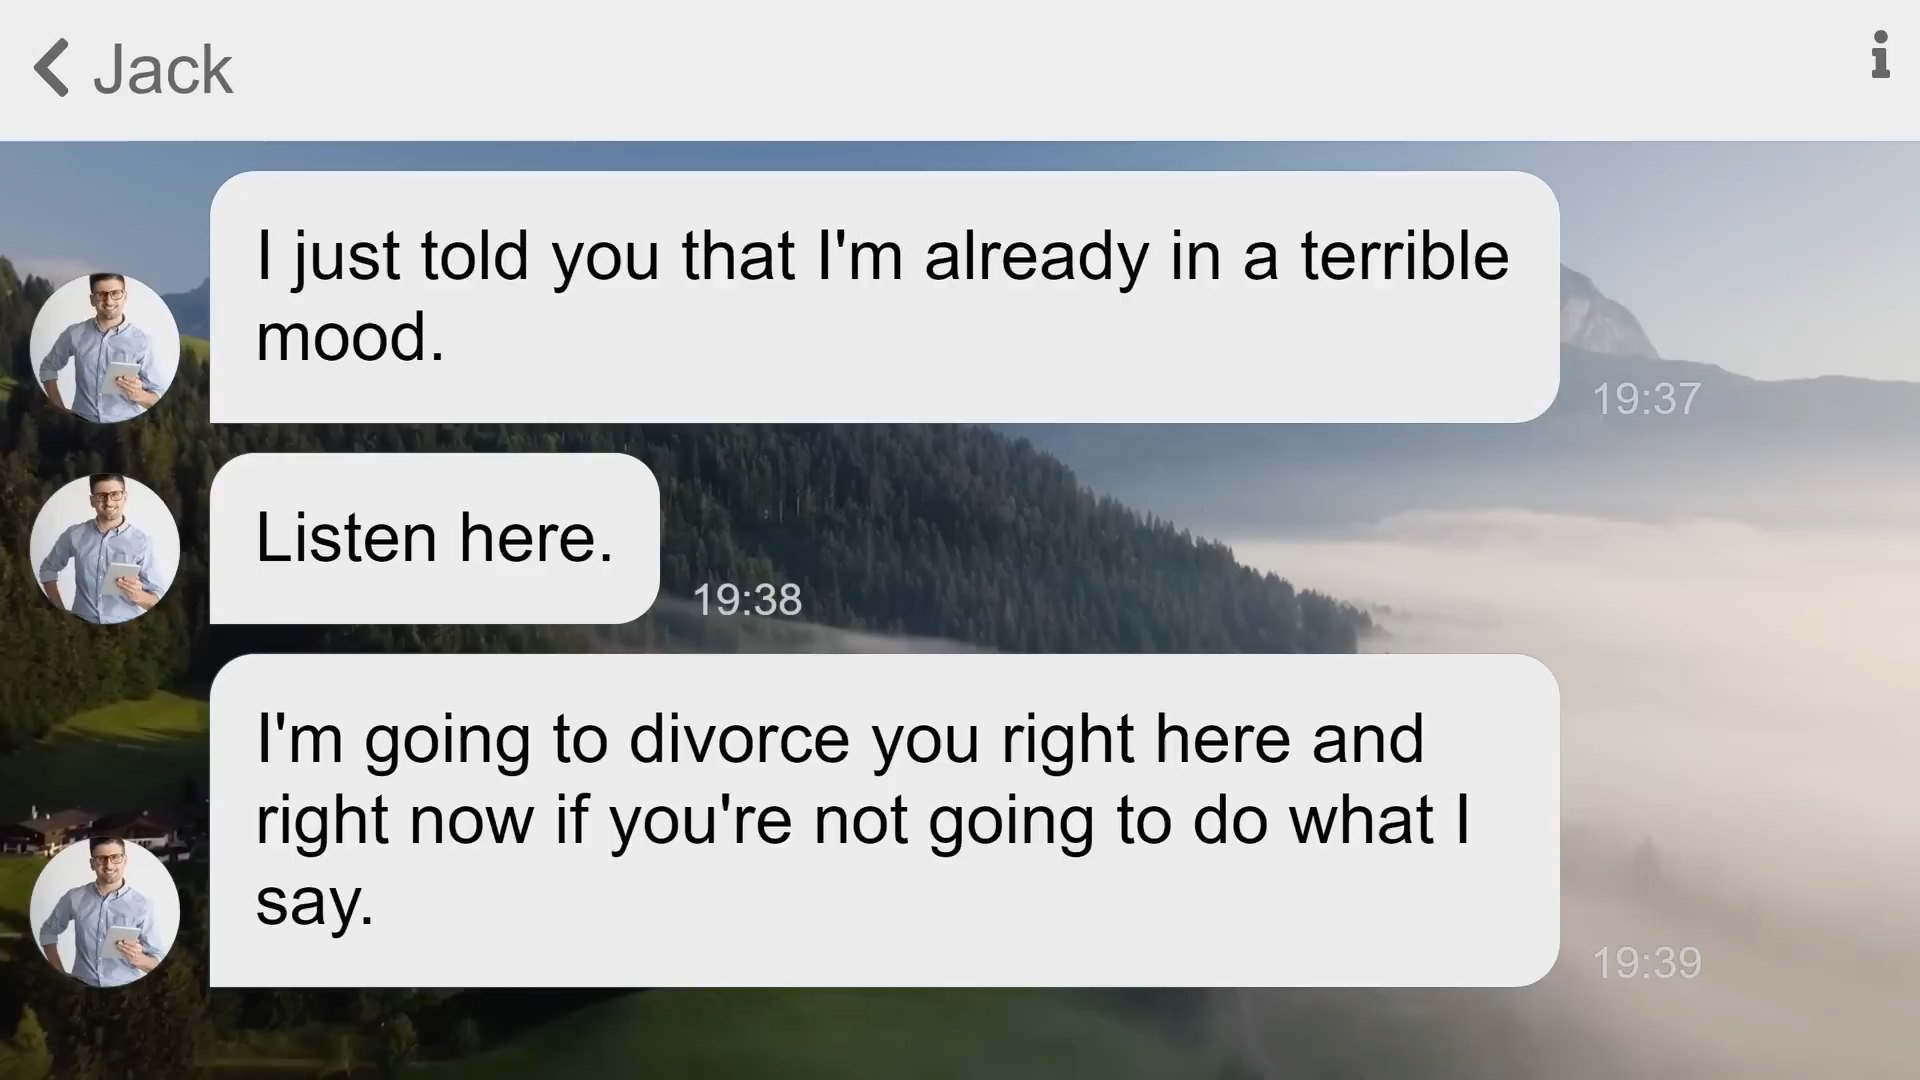 Jack
I just told you that I'm already in a terrible
mood.
19:37
Listen here.
19:38
I'm going to divorce you right here and
right now if you're not going to do what I
say.
19:39